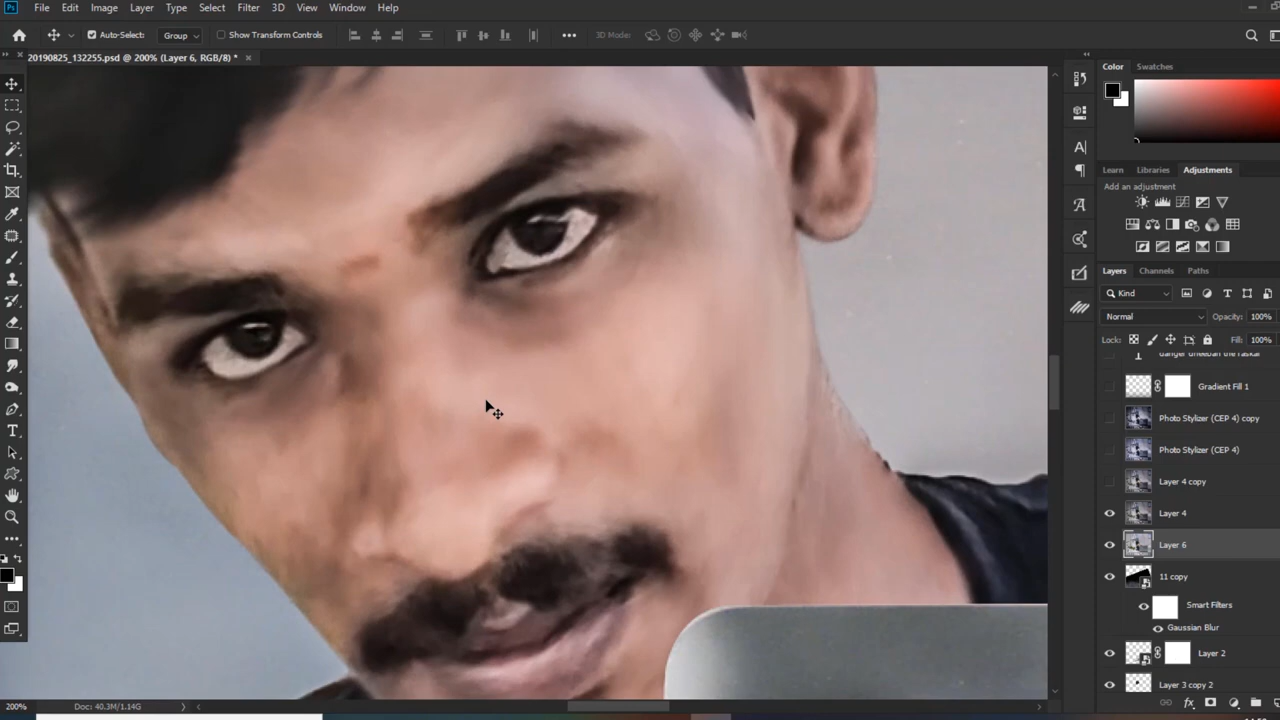 Ps File Edit Image Layer Type Select Filter 3D View Window Help
Auto-Select: Group Show Transform Controls 3D Mode:
20190825_132255.psd @ 200% (Layer 6, RGB/8) *
Color Swatches
Learn Libraries Adjustments
Add an adjustment
Layers Channels Paths
Kind
Normal Opacity: 100%
Lock: Fill: 100%
Gradient Fill 1
Photo Stylizer (CEP 4) copy
Photo Stylizer (CEP 4)
Layer 4 copy
Layer 4
Layer 6
11 copy
Smart Filters
Gaussian Blur
Layer 2
Layer 3 copy 2
200% Doc: 40.3M/1.14G